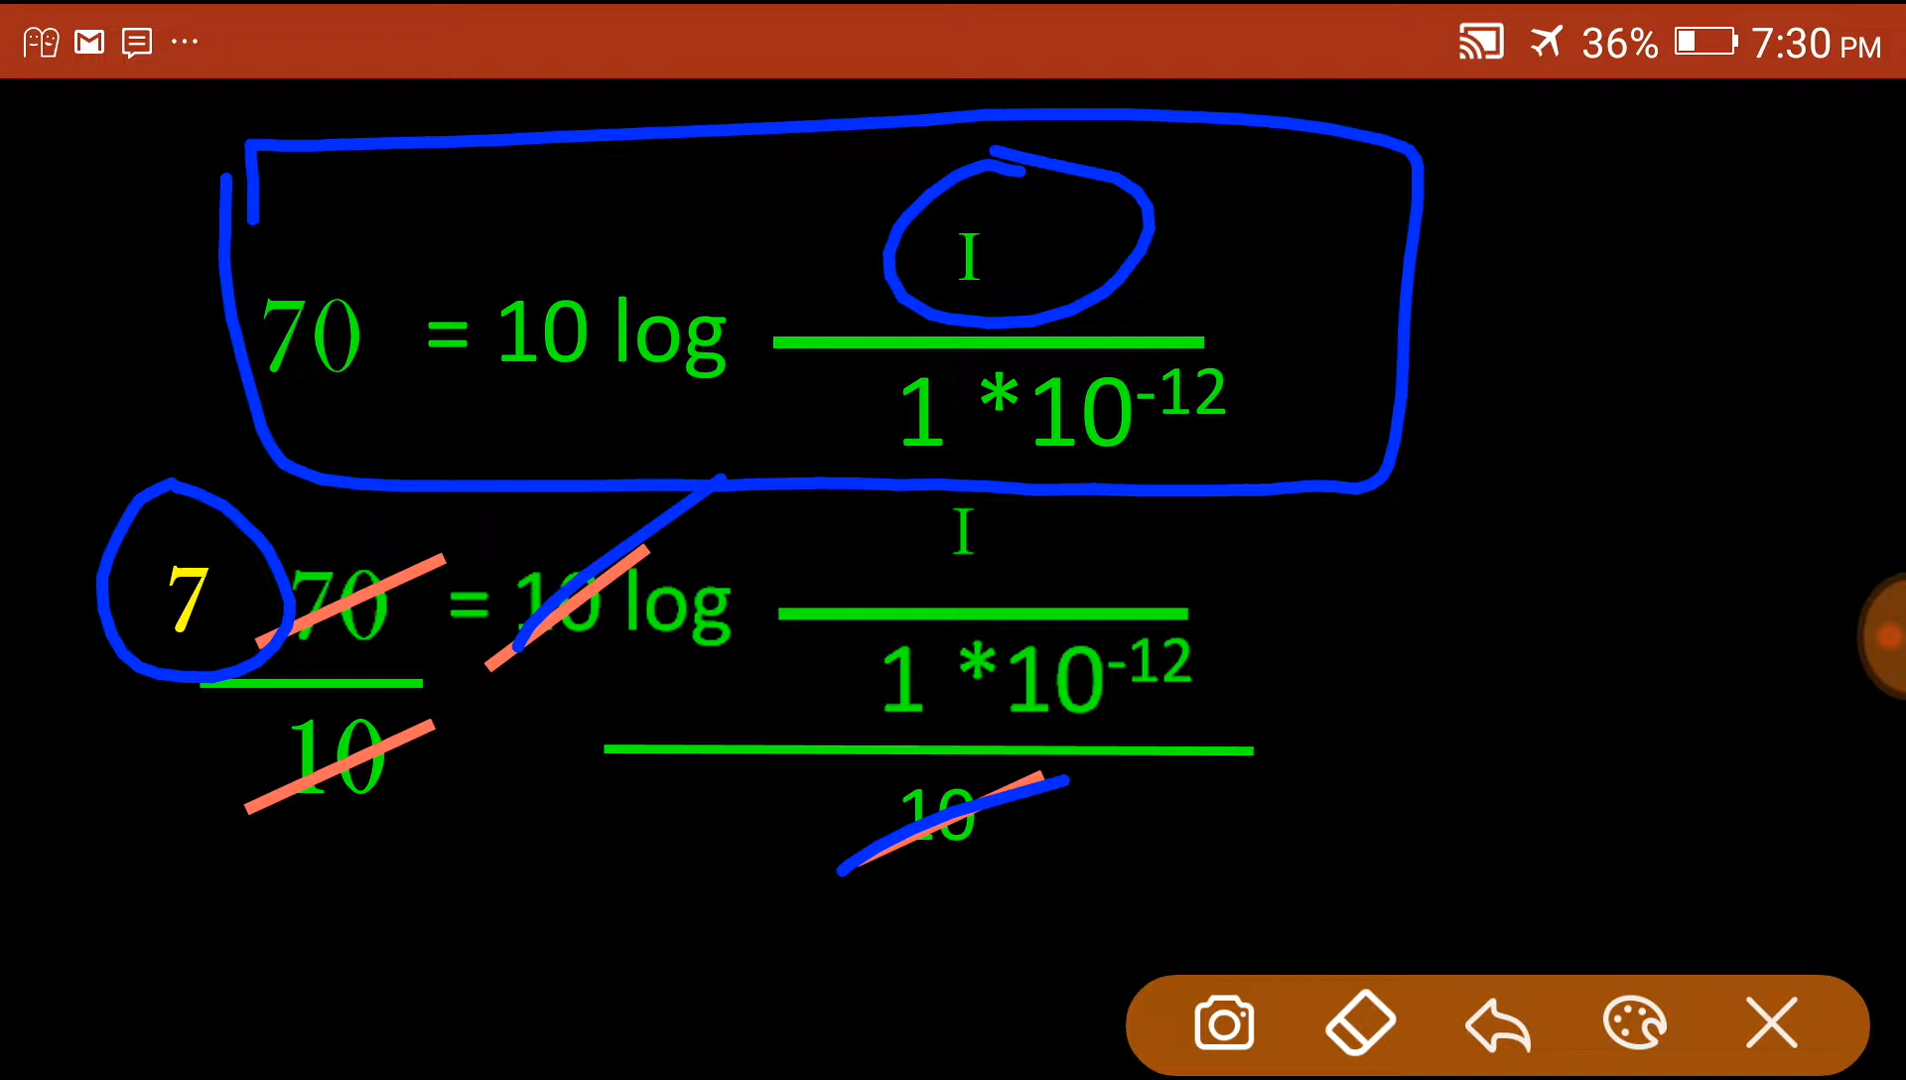 36% 7:30 PM
I
70 = 10 log
1 *10-12
I
7 70 = 10 log
1 *10-12
10
10